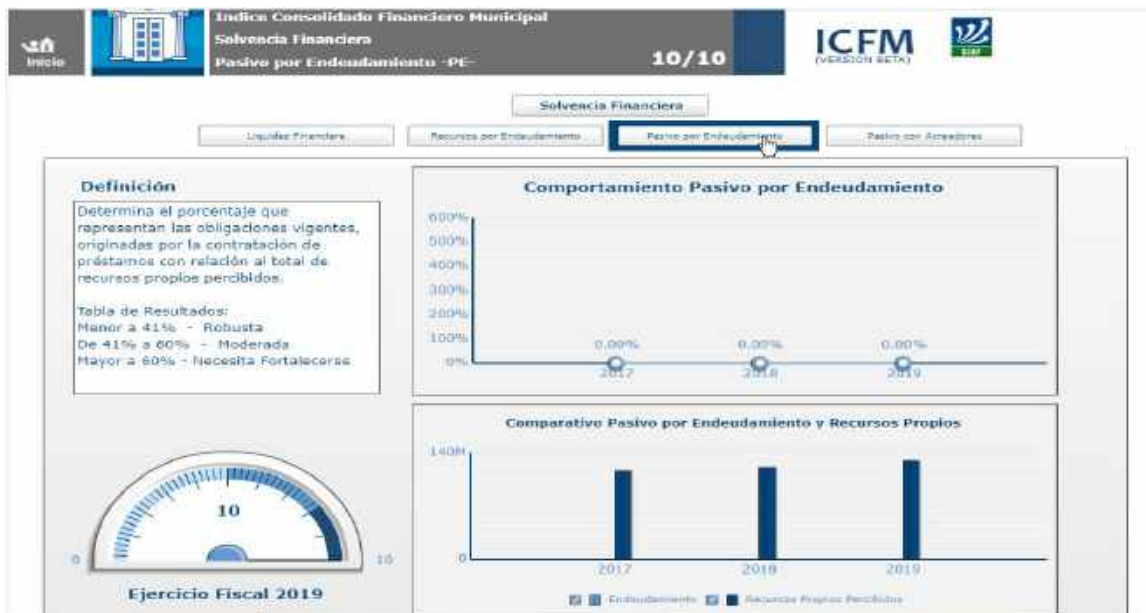 Inicio
Indice Consolidado Financiero Municipal
Solvencia Financiera
Pasivo por Endeudamiento -PE-
10/10
ICFM
(VERSION BETA)
SIAF
Solvencia Financiera
Liquidez Financiera
Recursos por Endeudamiento
Pasivo por Endeudamiento
Pasivo con Acreedores
Definición
Determina el porcentaje que
representan las obligaciones vigentes,
originadas por la contratación de
préstamos con relación al total de
recursos propios percibidos.
Tabla de Resultados:
Menor a 41% - Robusta
De 41% a 60% - Moderada
Mayor a 60% - Necesita Fortalecerse
Comportamiento Pasivo por Endeudamiento
600%
500%
400%
300%
200%
100%
0%
0.00%
0.00%
0.00%
2017
2018
2019
10
0
10
Ejercicio Fiscal 2019
Comparativo Pasivo por Endeudamiento y Recursos Propios
140M
0
2017
2018
2019
Endeudamiento
Recursos Propios Percibidos